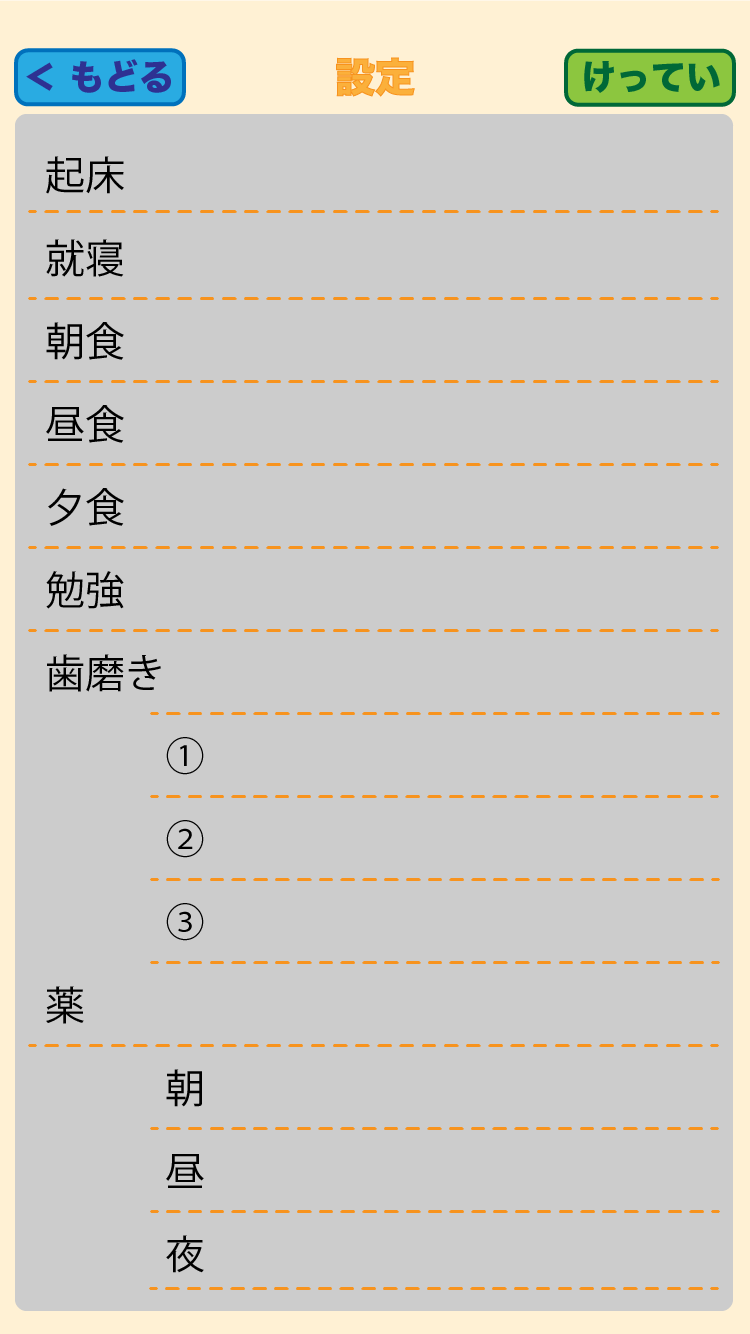 < もどる
設定
けってい
起床
就寝
朝食
昼食
夕食
勉強
歯磨き
①
②
③
薬
朝
昼
夜